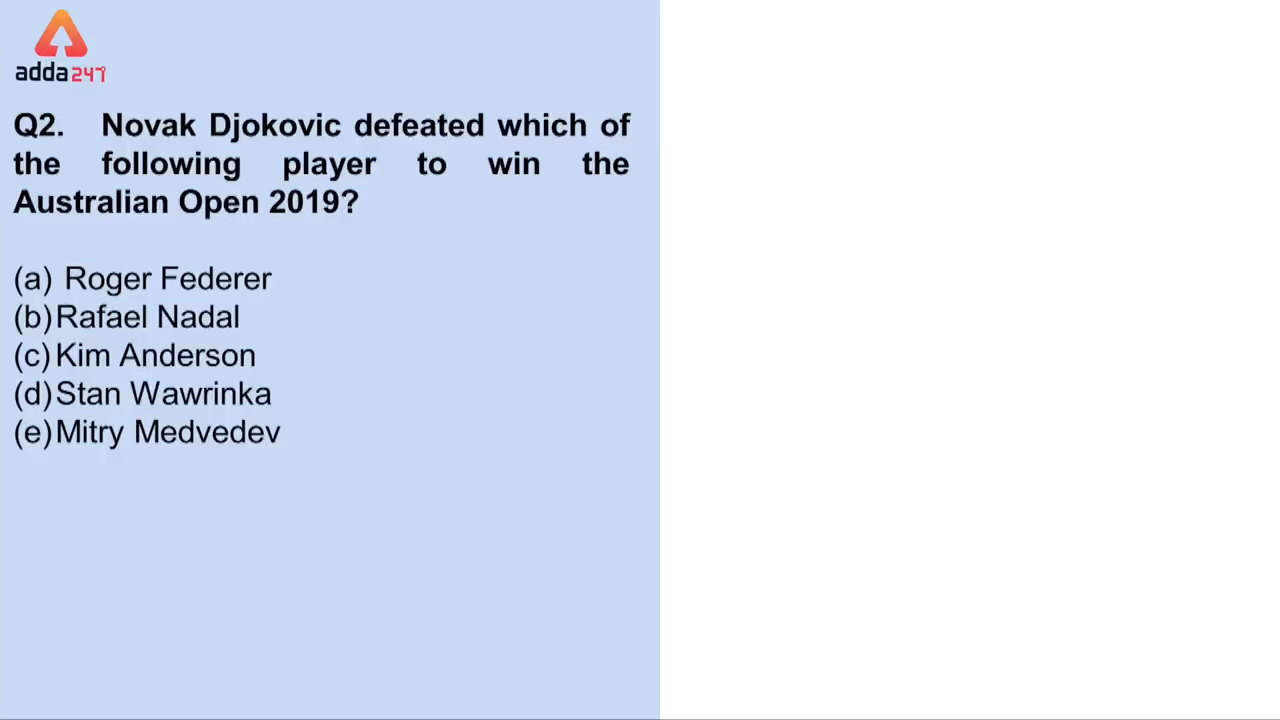 adda247
Q2. Novak Djokovic defeated which of
the following player to win the
Australian Open 2019?
(a) Roger Federer
(b) Rafael Nadal
(c) Kim Anderson
(d) Stan Wawrinka
(e) Mitry Medvedev